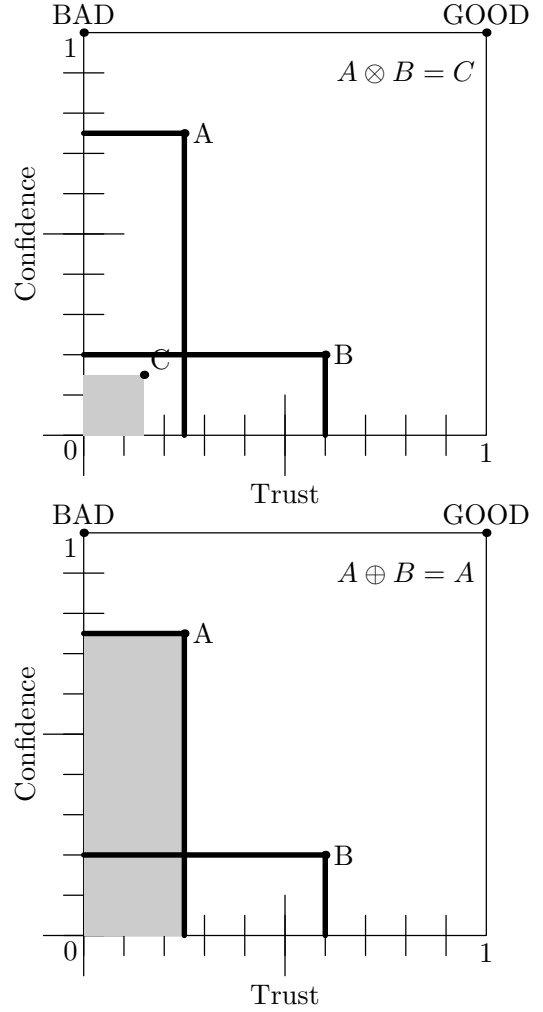 BAD GOOD
1
A ⊗ B = C
A
Confidence
B
C
0 1
Trust
BAD GOOD
1
A ⊕ B = A
A
Confidence
B
0 1
Trust